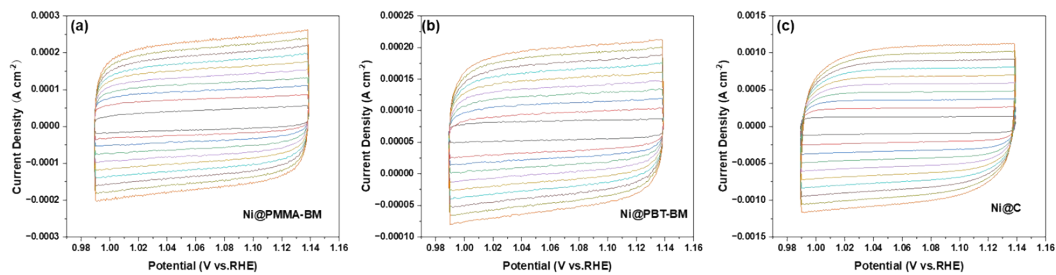 (a)
0.0003
0.0002
0.0001
0.0000
−0.0001
−0.0002
−0.0003
Current Density (A cm⁻²)
0.98 1.00 1.02 1.04 1.06 1.08 1.10 1.12 1.14 1.16
Potential (V vs.RHE)
Ni@PMMA-BM
(b)
0.00025
0.00020
0.00015
0.00010
0.00005
0.00000
−0.00005
−0.00010
Current Density (A cm⁻²)
0.98 1.00 1.02 1.04 1.06 1.08 1.10 1.12 1.14 1.16
Potential (V vs.RHE)
Ni@PBT-BM
(c)
0.0015
0.0010
0.0005
0.0000
−0.0005
−0.0010
−0.0015
Current Density (A cm⁻²)
0.98 1.00 1.02 1.04 1.06 1.08 1.10 1.12 1.14 1.16
Potential (V vs.RHE)
Ni@C